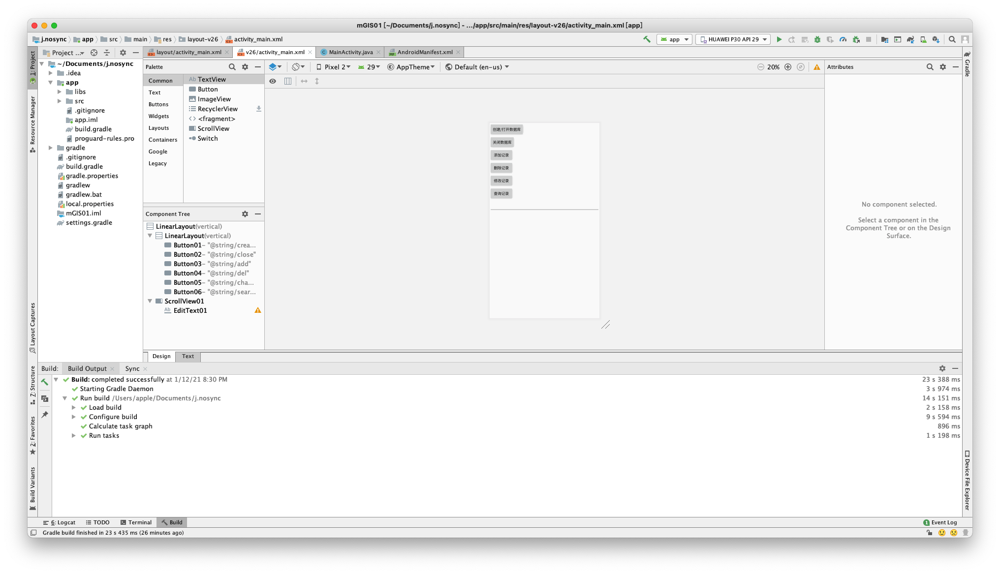 mGIS01 [~/Documents/j.nosync] – .../app/src/main/res/layout-v26/activity_main.xml [app]
j.nosync
app
src
main
res
layout-v26
activity_main.xml
app
HUAWEI P30 API 29
1: Project
Resource Manager
Layout Captures
Z: Structure
2: Favorites
Build Variants
Project ...
~/Documents/j.nosync
.idea
app
libs
src
.gitignore
app.iml
build.gradle
proguard-rules.pro
gradle
.gitignore
build.gradle
gradle.properties
gradlew
gradlew.bat
local.properties
mGIS01.iml
settings.gradle
layout/activity_main.xml
v26/activity_main.xml
MainActivity.java
AndroidManifest.xml
Palette
Common
Text
Buttons
Widgets
Layouts
Containers
Google
Legacy
Ab TextView
Button
ImageView
RecyclerView
<fragment>
ScrollView
Switch
Component Tree
LinearLayout(vertical)
LinearLayout(vertical)
Button01– "@string/crea...
Button02– "@string/close"
Button03– "@string/add"
Button04– "@string/del"
Button05– "@string/cha...
Button06– "@string/sear...
ScrollView01
Ab EditText01
Pixel 2
29
AppTheme
Default (en-us)
20%
创建/打开数据库
关闭数据库
添加记录
删除记录
修改记录
查询记录
Attributes
No component selected.
Select a component in the
Component Tree or on the Design
Surface.
Gradle
Device File Explorer
Design
Text
Build:
Build Output
Sync
Build: completed successfully at 1/12/21 8:30 PM
23 s 388 ms
Starting Gradle Daemon
3 s 974 ms
Run build /Users/apple/Documents/j.nosync
14 s 151 ms
Load build
2 s 158 ms
Configure build
9 s 594 ms
Calculate task graph
896 ms
Run tasks
1 s 198 ms
6: Logcat
TODO
Terminal
Build
1 Event Log
Gradle build finished in 23 s 435 ms (26 minutes ago)